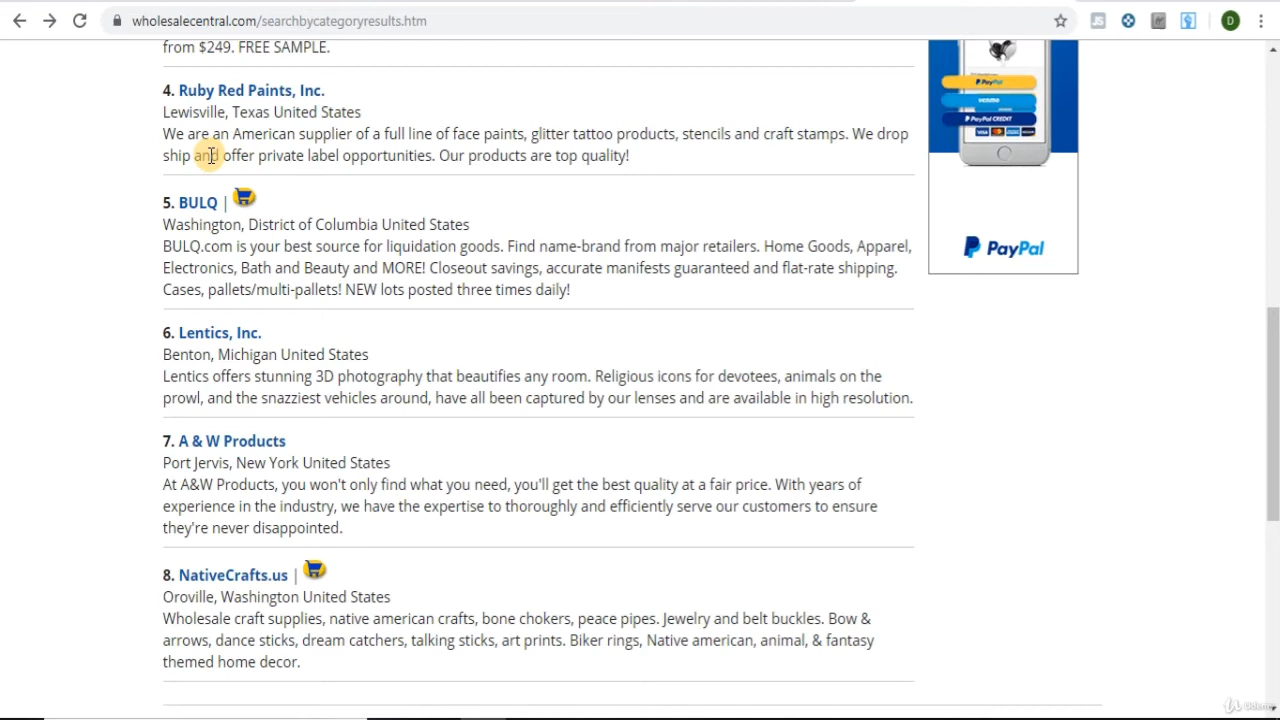 wholesalecentral.com/searchbycategoryresults.htm
JS
D
from $249. FREE SAMPLE.
4. Ruby Red Paints, Inc.
Lewisville, Texas United States
We are an American supplier of a full line of face paints, glitter tattoo products, stencils and craft stamps. We drop
ship and offer private label opportunities. Our products are top quality!
5. BULQ |
Washington, District of Columbia United States
BULQ.com is your best source for liquidation goods. Find name-brand from major retailers. Home Goods, Apparel,
Electronics, Bath and Beauty and MORE! Closeout savings, accurate manifests guaranteed and flat-rate shipping.
Cases, pallets/multi-pallets! NEW lots posted three times daily!
6. Lentics, Inc.
Benton, Michigan United States
Lentics offers stunning 3D photography that beautifies any room. Religious icons for devotees, animals on the
prowl, and the snazziest vehicles around, have all been captured by our lenses and are available in high resolution.
7. A & W Products
Port Jervis, New York United States
At A&W Products, you won't only find what you need, you'll get the best quality at a fair price. With years of
experience in the industry, we have the expertise to thoroughly and efficiently serve our customers to ensure
they're never disappointed.
8. NativeCrafts.us |
Oroville, Washington United States
Wholesale craft supplies, native american crafts, bone chokers, peace pipes. Jewelry and belt buckles. Bow &
arrows, dance sticks, dream catchers, talking sticks, art prints. Biker rings, Native american, animal, & fantasy
themed home decor.
PayPal
venmo
PayPal CREDIT
VISA
PayPal
Udemy